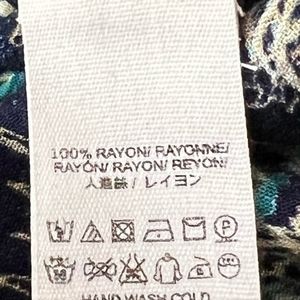 100% RAYON/ RAYONNE/
RAYÓN/ RAYON/ REYON/
人造絲 / レイヨン
HAND WASH COLD